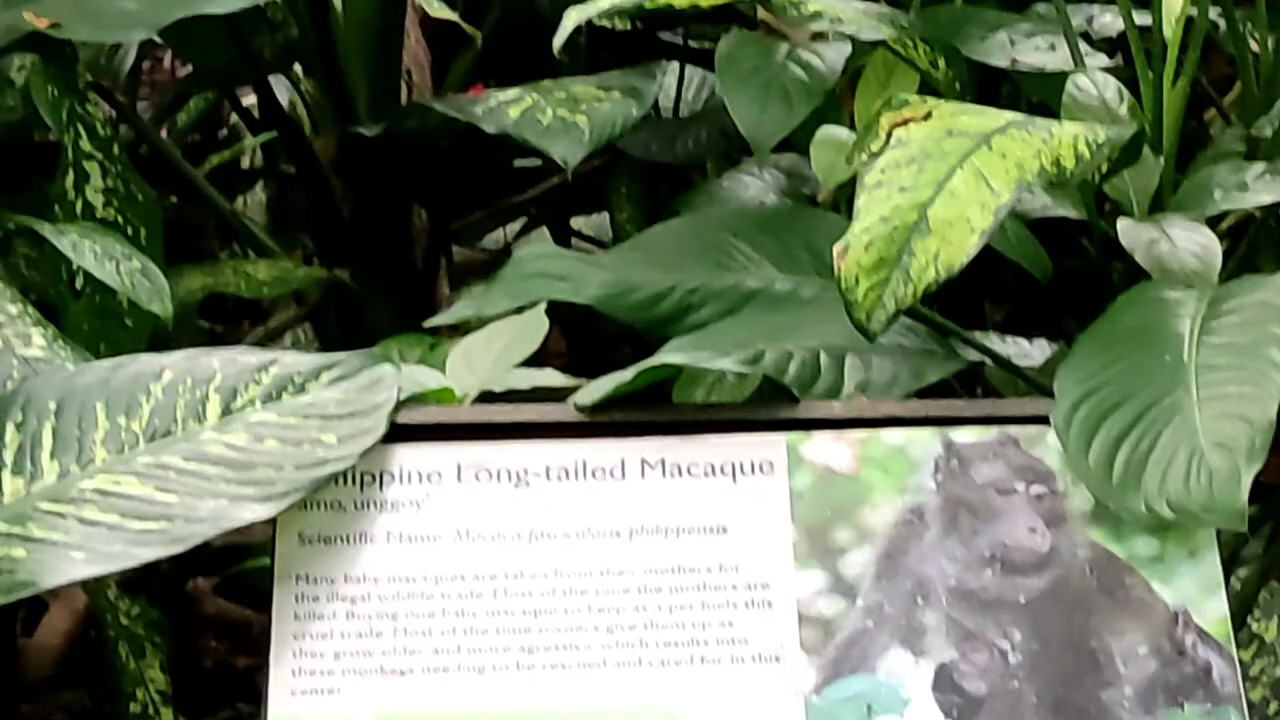 ilippine Long-tailed Macaque
amo, unggoy'
Scientific Name: Macaca fascicularis philippensis
Many baby macaques are taken from their mothers for
the illegal wildlife trade. Most of the time the mothers are
killed. Buying one baby macaque to keep as a pet fuels this
cruel trade. Most of the time owners give them up as
they grow older and more agressive which results into
these monkeys needing to be rescued and cared for in this
center